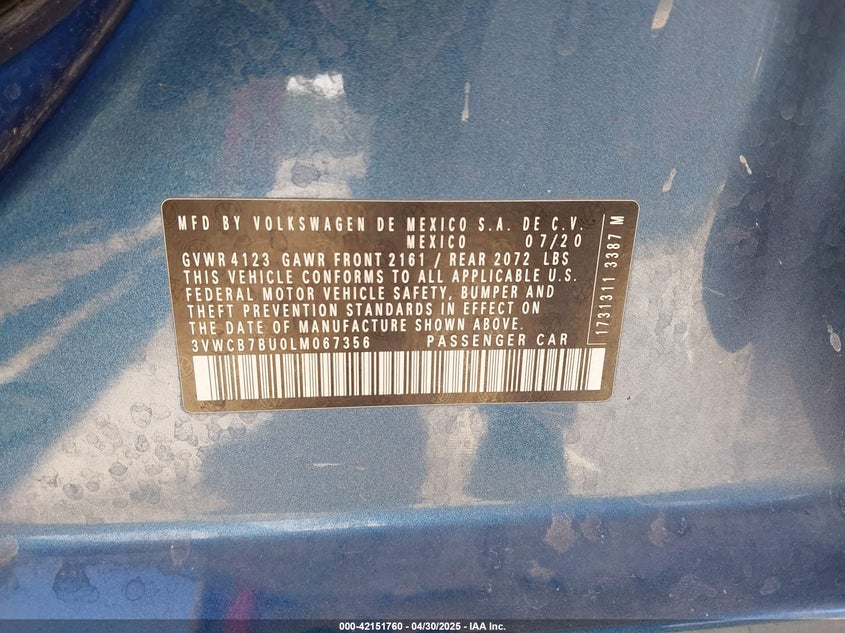 MFD BY VOLKSWAGEN DE MEXICO S.A. DE C.V.
MEXICO 07/20
GVWR 4123 GAWR FRONT 2161 / REAR 2072 LBS
THIS VEHICLE CONFORMS TO ALL APPLICABLE U.S.
FEDERAL MOTOR VEHICLE SAFETY, BUMPER AND
THEFT PREVENTION STANDARDS IN EFFECT ON
THE DATE OF MANUFACTURE SHOWN ABOVE.
3VWCB7BU0LM067356 PASSENGER CAR
1731311 3387 M
000-42151760 - 04/30/2025 - IAA Inc.